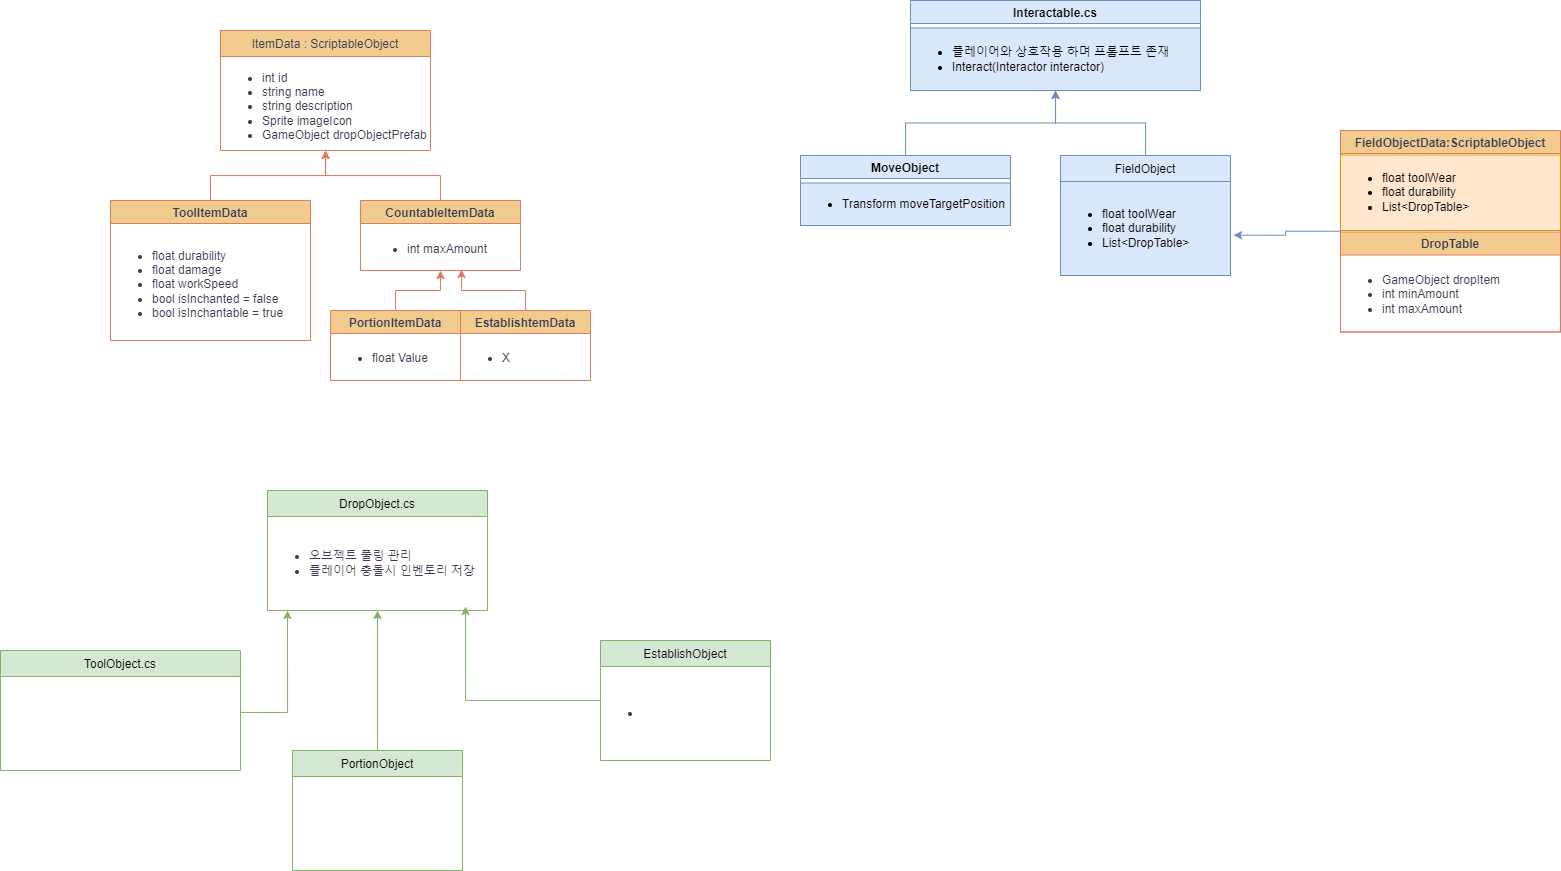 ItemData : ScriptableObject
int id
string name
string description
Sprite imageIcon
GameObject dropObjectPrefab
ToolItemData
float durability
float damage
float workSpeed
bool isInchanted = false
bool isInchantable = true
CountableItemData
int maxAmount
PortionItemData
float Value
EstablishtemData
X
Interactable.cs
플레이어와 상호작용 하며 프롬프트 존재
Interact(Interactor interactor)
MoveObject
Transform moveTargetPosition
FieldObject
float toolWear
float durability
List<DropTable>
FieldObjectData:ScriptableObject
float toolWear
float durability
List<DropTable>
DropTable
GameObject dropItem
int minAmount
int maxAmount
DropObject.cs
오브젝트 풀링 관리
플레이어 충돌시 인벤토리 저장
ToolObject.cs
PortionObject
EstablishObject